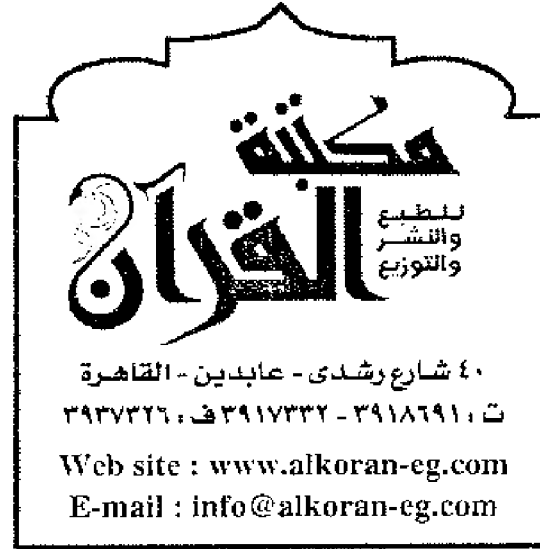 مكتبة
القرآن
للطبع
والنشر
والتوزيع
٤٠ شارع رشدى - عابدين - القاهرة
ت : ٣٩١٨٦٩١ - ٣٩١٧٣٣٢ ف : ٣٩٣٧٣٢٦
Web site : www.alkoran-eg.com
E-mail : info@alkoran-eg.com